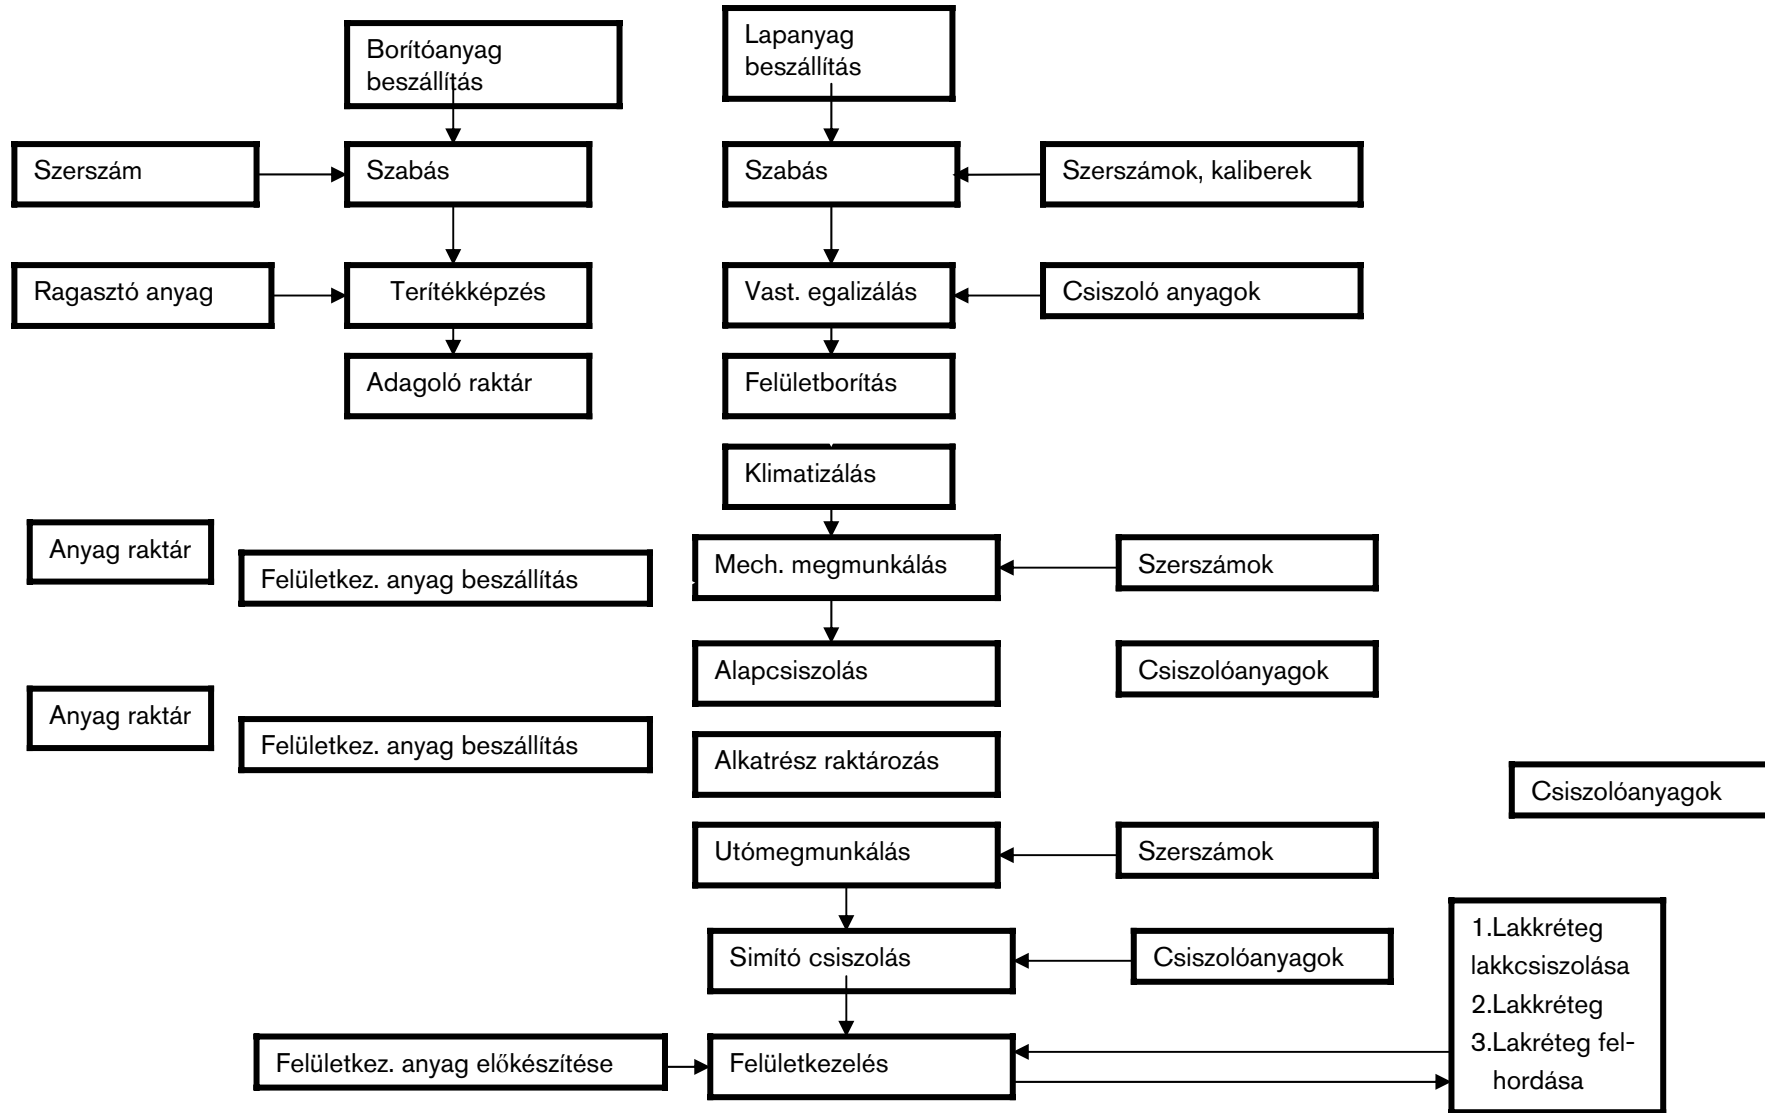 Borítóanyag
beszállítás
Lapanyag
beszállítás
Szerszám
Szabás
Szabás
Szerszámok, kaliberek
Ragasztó anyag
Terítékképzés
Vast. egalizálás
Csiszoló anyagok
Adagoló raktár
Felületborítás
Klimatizálás
Anyag raktár
Felületkez. anyag beszállítás
Mech. megmunkálás
Szerszámok
Alapcsiszolás
Csiszolóanyagok
Anyag raktár
Felületkez. anyag beszállítás
Alkatrész raktározás
Csiszolóanyagok
Utómegmunkálás
Szerszámok
Simító csiszolás
Csiszolóanyagok
1.Lakkréteg
lakkcsiszolása
2.Lakkréteg
3.Lakréteg fel-
hordása
Felületkez. anyag előkészítése
Felületkezelés